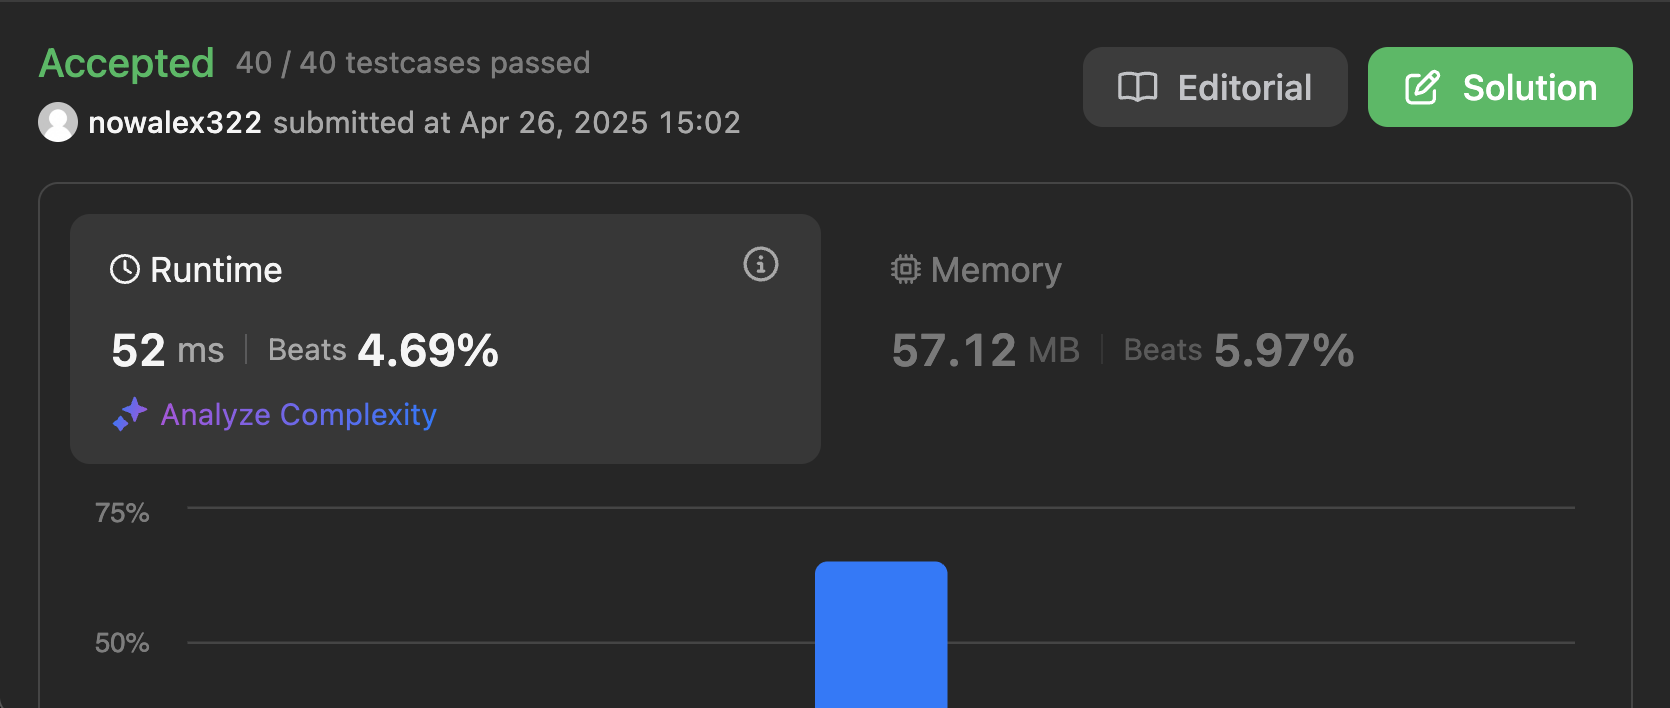 Accepted 40 / 40 testcases passed
nowalex322 submitted at Apr 26, 2025 15:02
Editorial
Solution
Runtime
52 ms | Beats 4.69%
Analyze Complexity
Memory
57.12 MB | Beats 5.97%
75%
50%